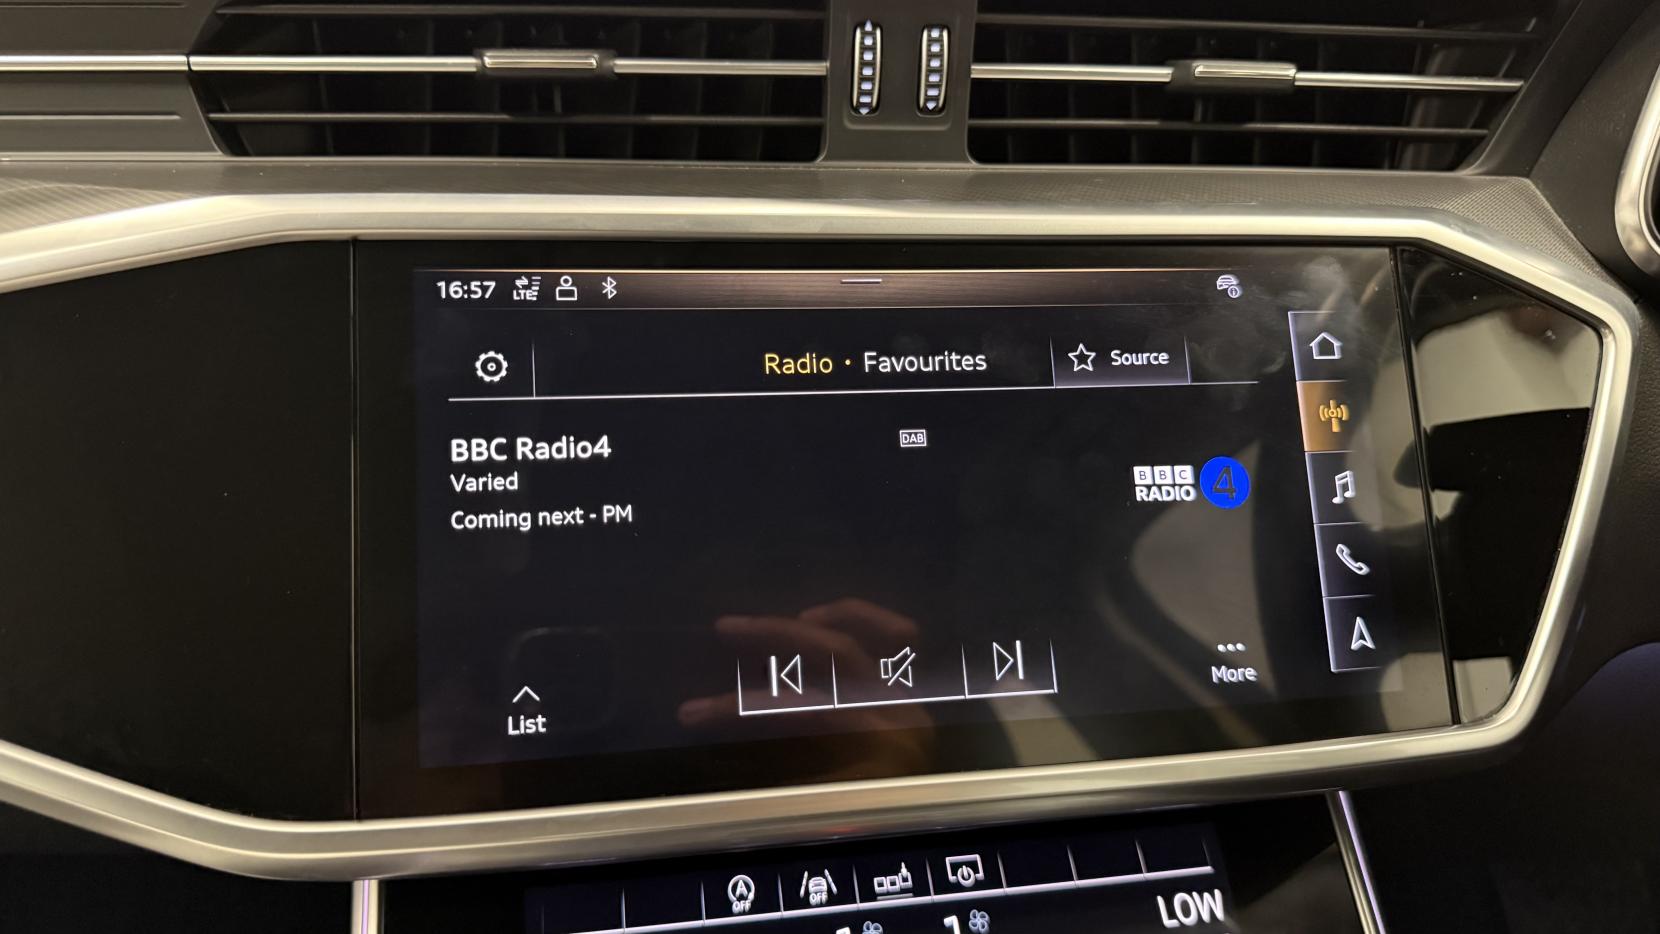 16:57 LTE
Radio • Favourites
Source
BBC Radio4
DAB
Varied
Coming next - PM
BBC
RADIO 4
List
More
A
OFF
OFF
LOW